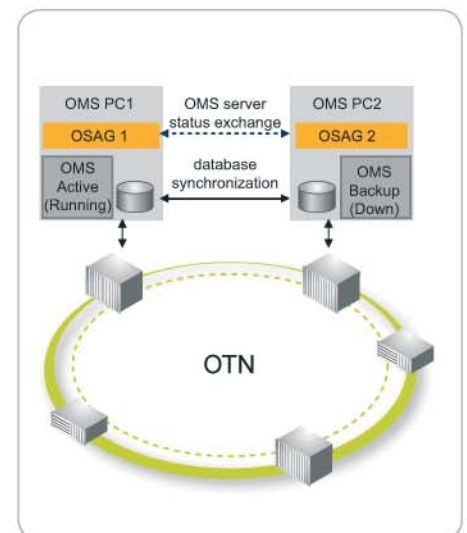 OMS PC1
OMS server
status exchange
OMS PC2
OSAG 1
OSAG 2
OMS
Active
(Running)
database
synchronization
OMS
Backup
(Down)
OTN